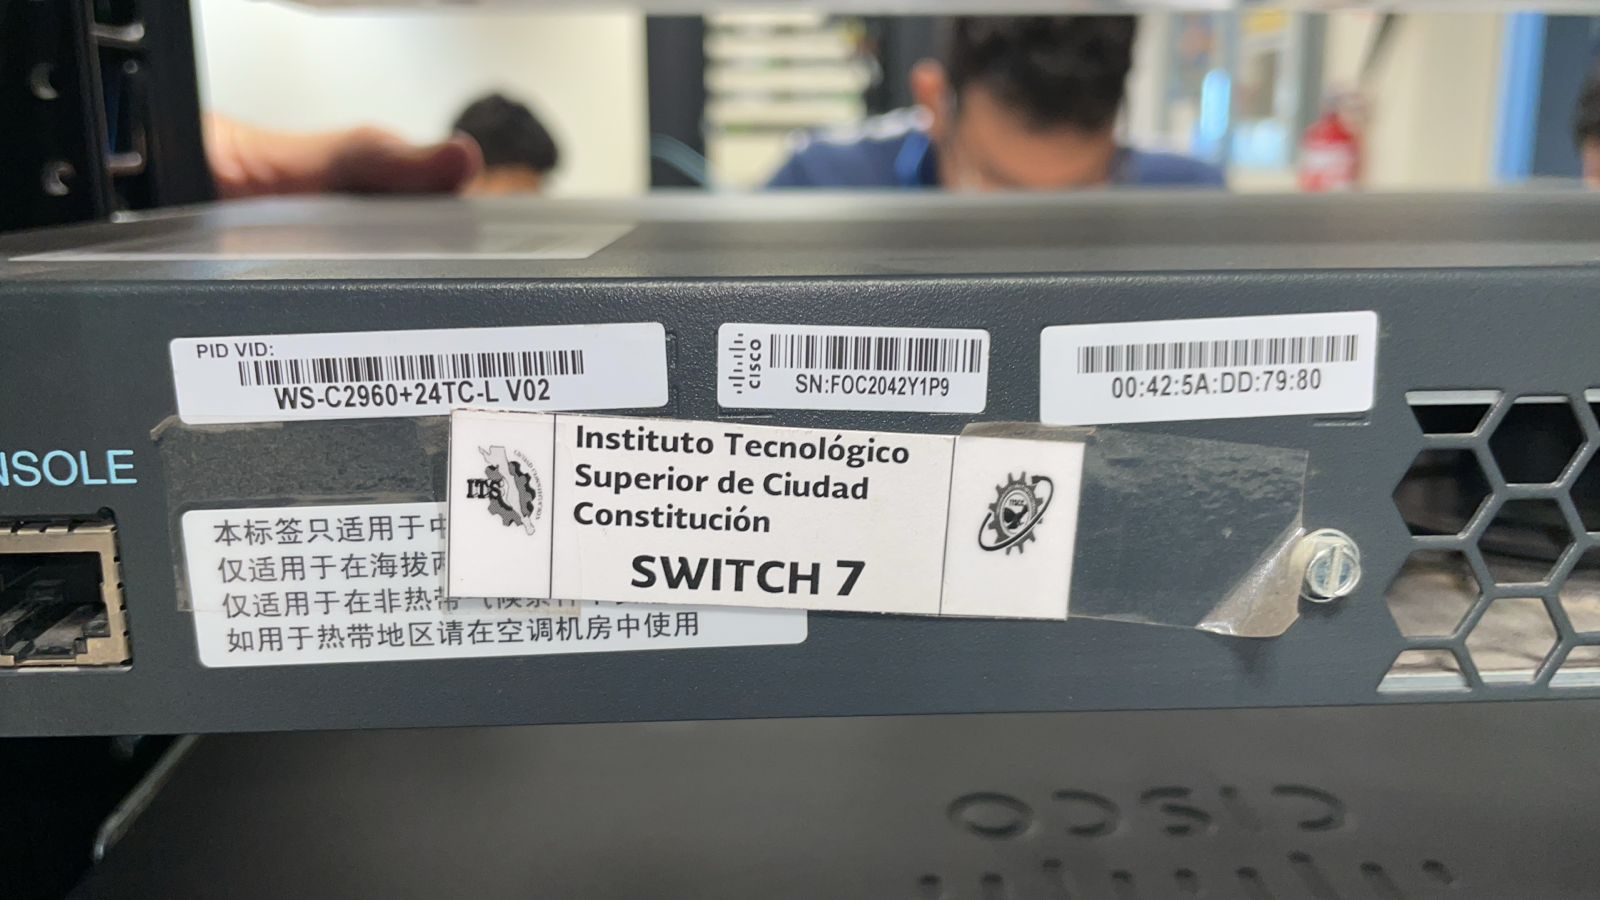 PID VID:
WS-C2960+24TC-L V02
CISCO
SN:FOC2042Y1P9
00:42:5A:DD:79:80
NSOLE
ITS
Instituto Tecnológico
Superior de Ciudad
Constitución
SWITCH 7
本标签只适用于中
仅适用于在海拔
仅适用于在非热带
如用于热带地区请在空调机房中使用
CISCO